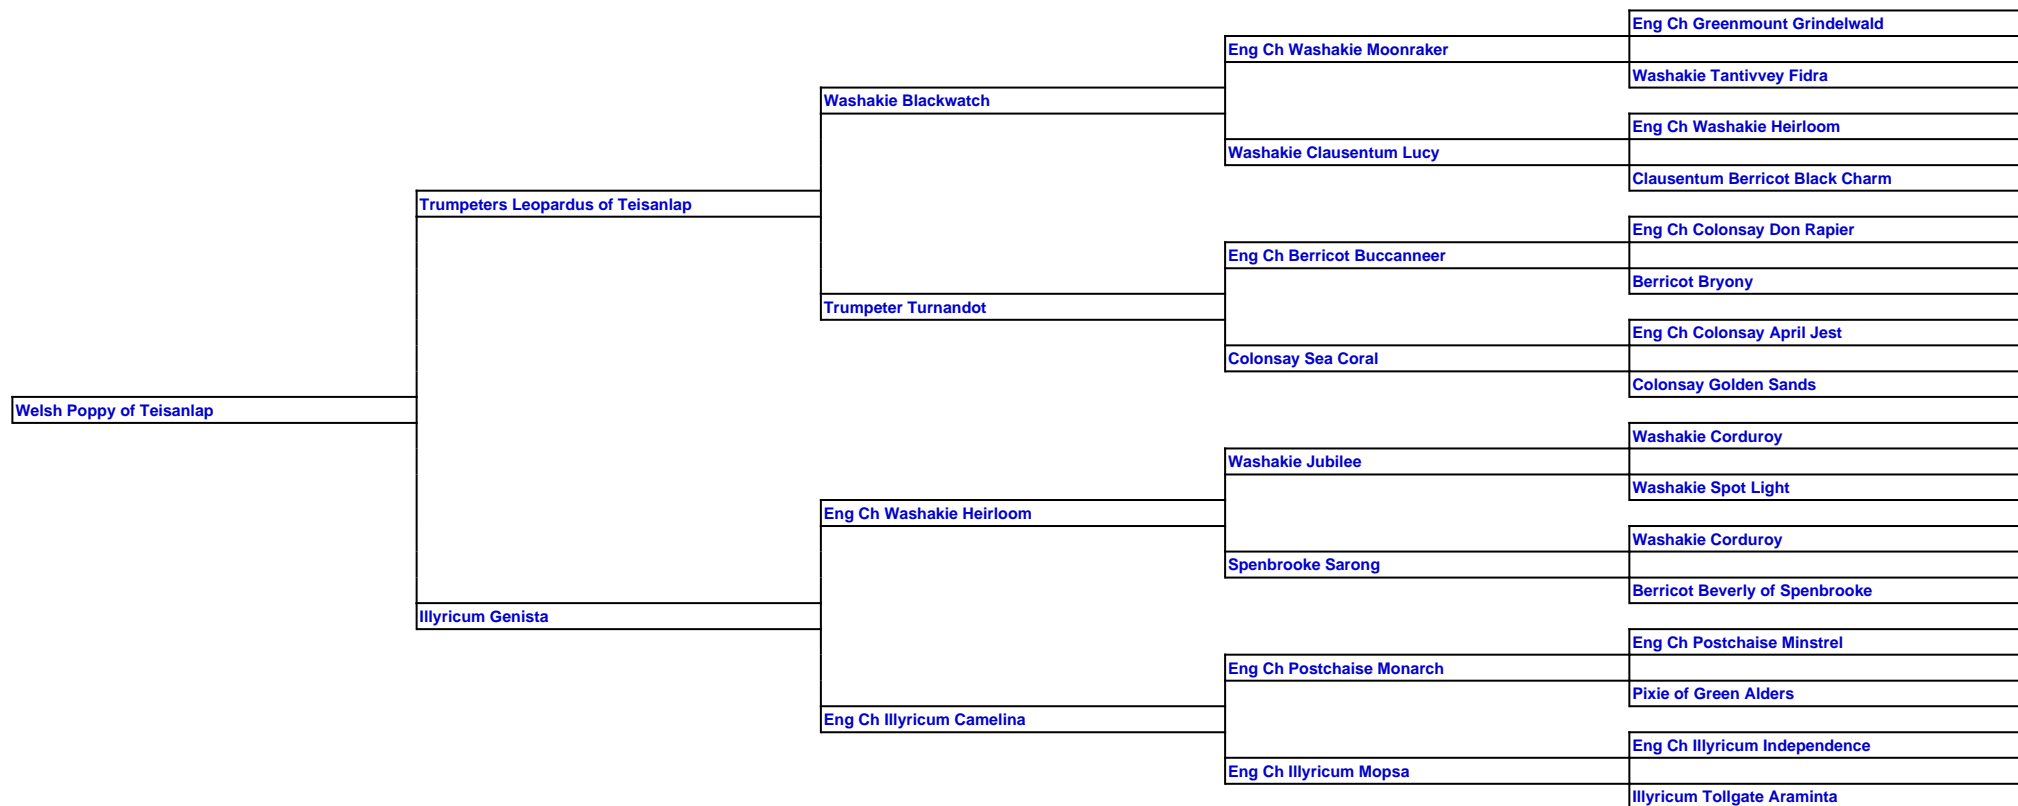 Eng Ch Greenmount Grindelwald
Eng Ch Washakie Moonraker
Washakie Tantivvey Fidra
Washakie Blackwatch
Eng Ch Washakie Heirloom
Washakie Clausentum Lucy
Clausentum Berricot Black Charm
Trumpeters Leopardus of Teisanlap
Eng Ch Colonsay Don Rapier
Eng Ch Berricot Buccanneer
Berricot Bryony
Trumpeter Turnandot
Eng Ch Colonsay April Jest
Colonsay Sea Coral
Colonsay Golden Sands
Welsh Poppy of Teisanlap
Washakie Corduroy
Washakie Jubilee
Washakie Spot Light
Eng Ch Washakie Heirloom
Washakie Corduroy
Spenbrooke Sarong
Berricot Beverly of Spenbrooke
Illyricum Genista
Eng Ch Postchaise Minstrel
Eng Ch Postchaise Monarch
Pixie of Green Alders
Eng Ch Illyricum Camelina
Eng Ch Illyricum Independence
Eng Ch Illyricum Mopsa
Illyricum Tollgate Araminta